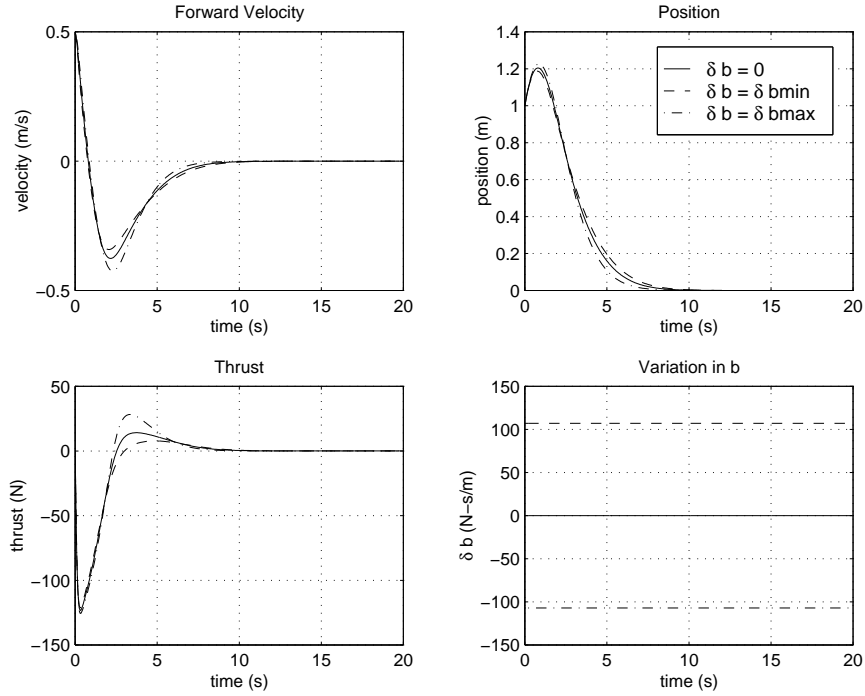 Forward Velocity
0.5
0
−0.5
velocity (m/s)
0 5 10 15 20
time (s)
Position
1.4
1.2
1
0.8
0.6
0.4
0.2
0
position (m)
δ b = 0
δ b = δ bmin
δ b = δ bmax
0 5 10 15 20
time (s)
Thrust
50
0
−50
−100
−150
thrust (N)
0 5 10 15 20
time (s)
Variation in b
150
100
50
0
−50
−100
−150
δ b (N−s/m)
0 5 10 15 20
time (s)